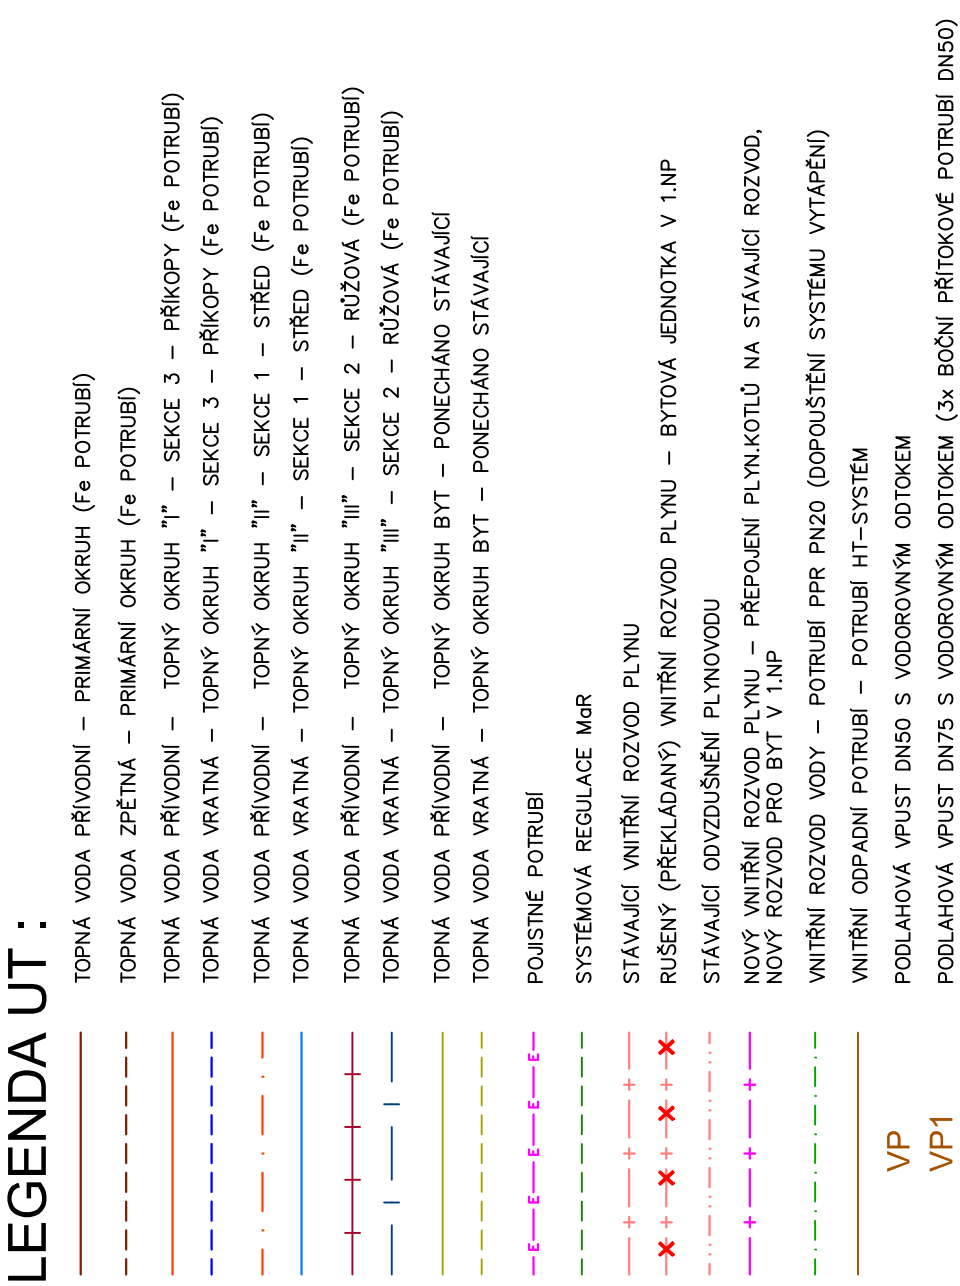 LEGENDA UT :
TOPNÁ VODA PŘÍVODNÍ – PRIMÁRNÍ OKRUH (Fe POTRUBÍ)
TOPNÁ VODA ZPĚTNÁ – PRIMÁRNÍ OKRUH (Fe POTRUBÍ)
TOPNÁ VODA PŘÍVODNÍ – TOPNÝ OKRUH "I" – SEKCE 3 – PŘÍKOPY (Fe POTRUBÍ)
TOPNÁ VODA VRATNÁ – TOPNÝ OKRUH "I" – SEKCE 3 – PŘÍKOPY (Fe POTRUBÍ)
TOPNÁ VODA PŘÍVODNÍ – TOPNÝ OKRUH "II" – SEKCE 1 – STŘED (Fe POTRUBÍ)
TOPNÁ VODA VRATNÁ – TOPNÝ OKRUH "II" – SEKCE 1 – STŘED (Fe POTRUBÍ)
TOPNÁ VODA PŘÍVODNÍ – TOPNÝ OKRUH "III" – SEKCE 2 – RŮŽOVÁ (Fe POTRUBÍ)
TOPNÁ VODA VRATNÁ – TOPNÝ OKRUH "III" – SEKCE 2 – RŮŽOVÁ (Fe POTRUBÍ)
TOPNÁ VODA PŘÍVODNÍ – TOPNÝ OKRUH BYT – PONECHÁNO STÁVAJÍCÍ
TOPNÁ VODA VRATNÁ – TOPNÝ OKRUH BYT – PONECHÁNO STÁVAJÍCÍ
E E E E E POJISTNÉ POTRUBÍ
SYSTÉMOVÁ REGULACE MaR
STÁVAJÍCÍ VNITŘNÍ ROZVOD PLYNU
RUŠENÝ (PŘEKLÁDANÝ) VNITŘNÍ ROZVOD PLYNU – BYTOVÁ JEDNOTKA V 1.NP
STÁVAJÍCÍ ODVZDUŠNĚNÍ PLYNOVODU
NOVÝ VNITŘNÍ ROZVOD PLYNU – PŘEPOJENÍ PLYN.KOTLŮ NA STÁVAJÍCÍ ROZVOD,
NOVÝ ROZVOD PRO BYT V 1.NP
VNITŘNÍ ROZVOD VODY – POTRUBÍ PPR PN20 (DOPOUŠTĚNÍ SYSTÉMU VYTÁPĚNÍ)
VNITŘNÍ ODPADNÍ POTRUBÍ – POTRUBÍ HT–SYSTÉM
VP PODLAHOVÁ VPUST DN50 S VODOROVNÝM ODTOKEM
VP1 PODLAHOVÁ VPUST DN75 S VODOROVNÝM ODTOKEM (3x BOČNÍ PŘÍTOKOVÉ POTRUBÍ DN50)